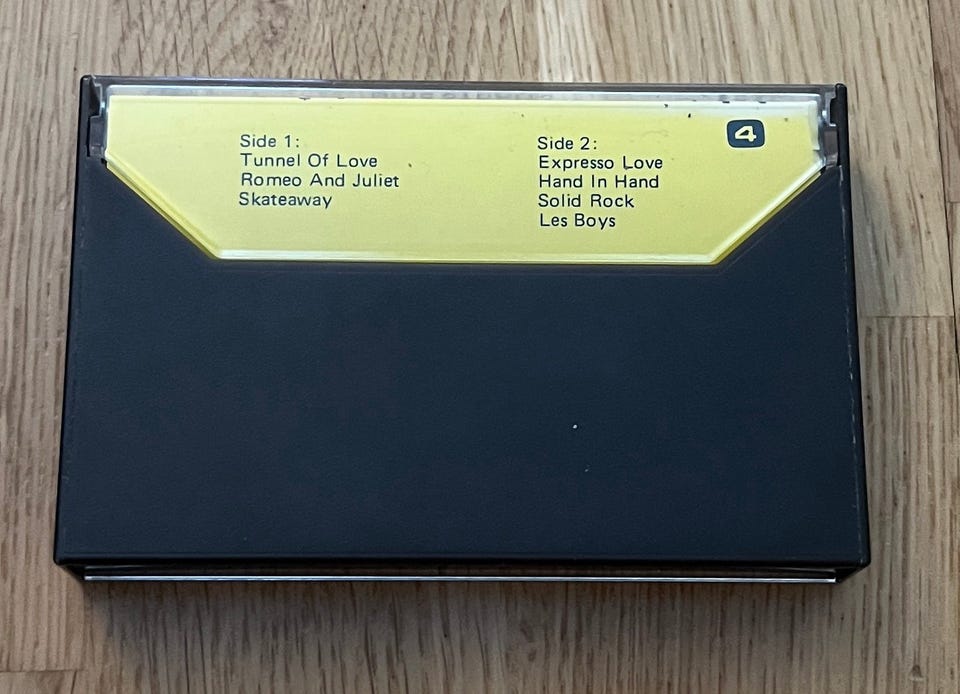 Side 1:
Tunnel Of Love
Romeo And Juliet
Skateaway
Side 2:
Expresso Love
Hand In Hand
Solid Rock
Les Boys
4